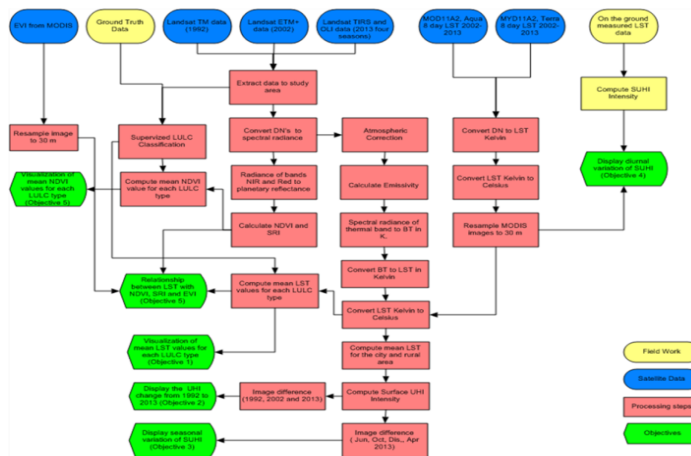 EVI from MODIS
Ground Truth
Data
Landsat TM data
(1992)
Landsat ETM+
data (2002)
Landsat TIRS and
OLI data (2013 four
seasons)
MOD11A2, Aqua
8 day LST 2002-
2013
MYD11A2, Terra
8 day LST 2002-
2013
On the ground
measured LST
data
Extract data to study
area
Compute SUHI
Intensity
Resample image to
30 m
Supervized LULC
Classification
Convert DN's to
spectral radiance
Atmospheric
Correction
Convert DN to LST
Kelvin
Display diurnal
variation of SUHI
(Objective 4)
Visualization of
mean NDVI
values for each
LULC type
(Objective 5)
Compute mean NDVI
value for each LULC
type
Radiance of bands
NIR and Red to
planetary reflectance
Calculate Emissivity
Convert LST Kelvin to
Celsius
Calculate NDVI and
SRI
Spectral radiance of
thermal band to BT in
K.
Resample MODIS
images to 30 m
Relationship
between LST with
NDVI, SRI and EVI
(Objective 5)
Compute mean LST
values for each LULC
type
Convert BT to LST in
Kelvin
Convert LST Kelvin to
Celsius
Visualization of
mean LST values for
each LULC type
(Objective 1)
Compute mean LST
for the city and rural
area
Display the UHI
change from 1992 to
2013 (Objective 2)
Image difference
(1992, 2002 and 2013)
Compute Surface UHI
Intensity
Display seasonal
variation of SUHI
(Objective 3)
Image difference
( Jun, Oct, Dis., Apr
2013)
Field Work
Satellite Data
Processing steps
Objectives